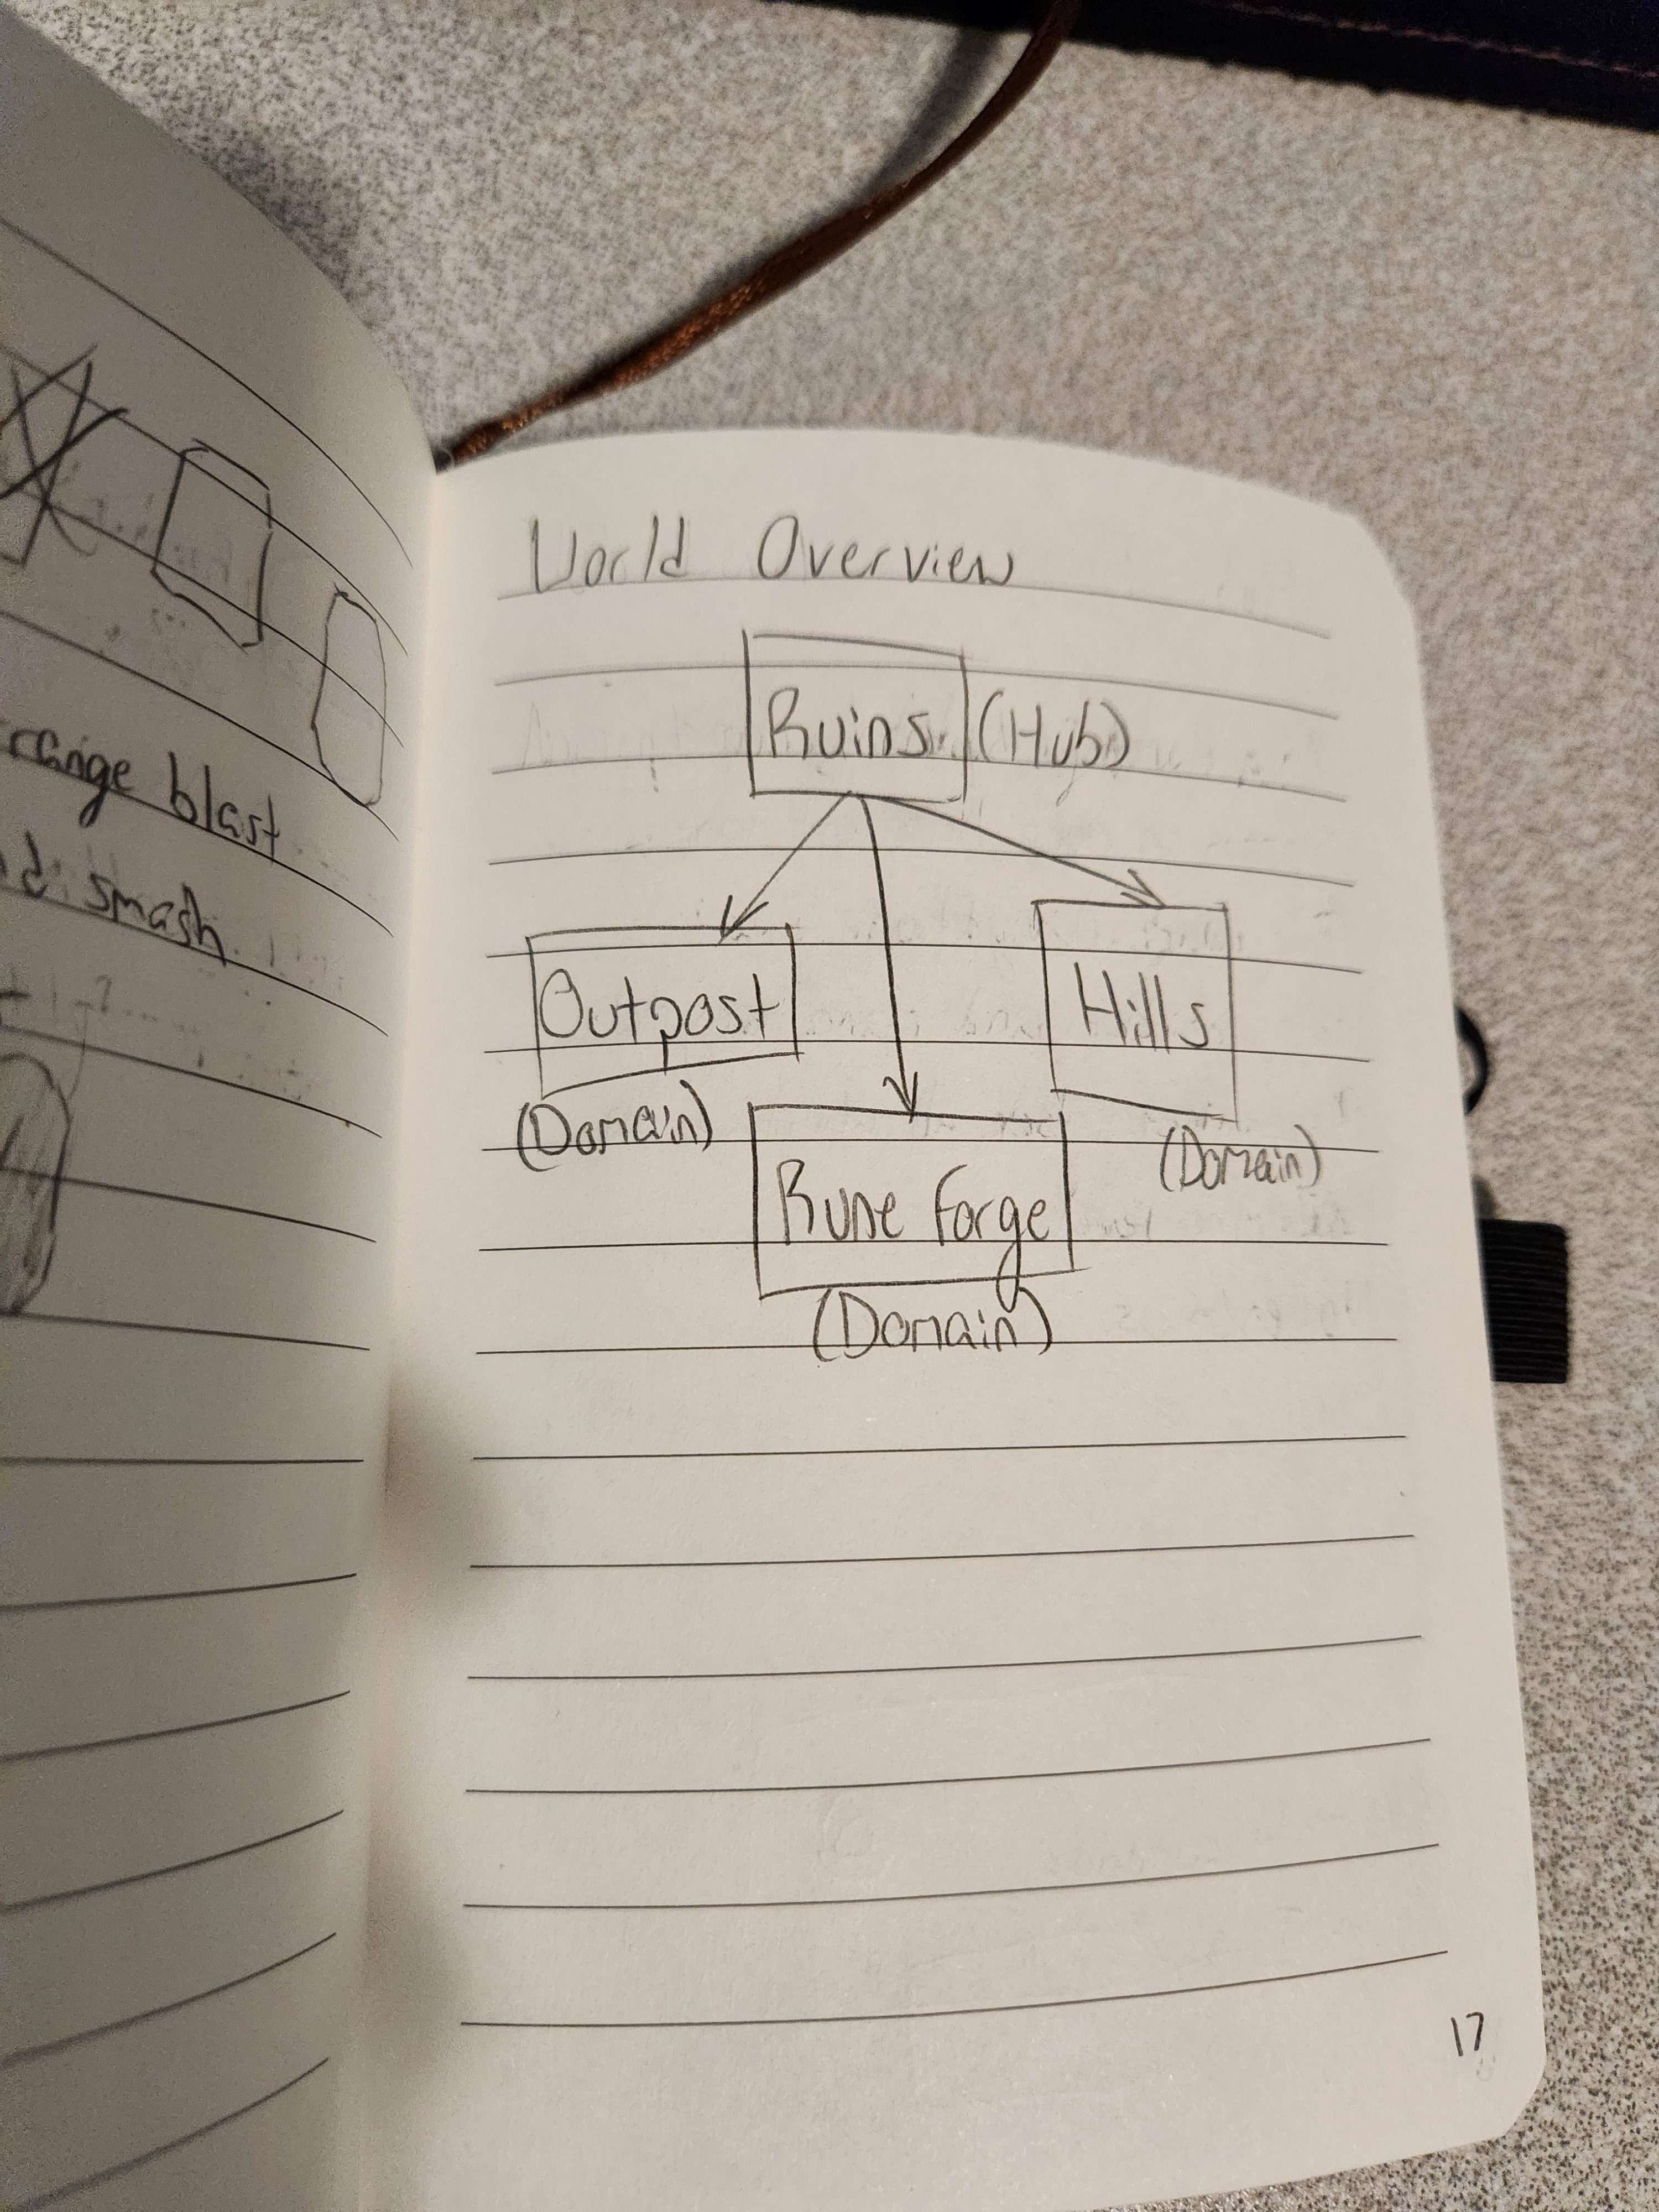 range blast
smash
World Overview
Ruins (Hub)
Outpost
Hills
(Domain)
(Domain)
Rune Forge
(Domain)
17